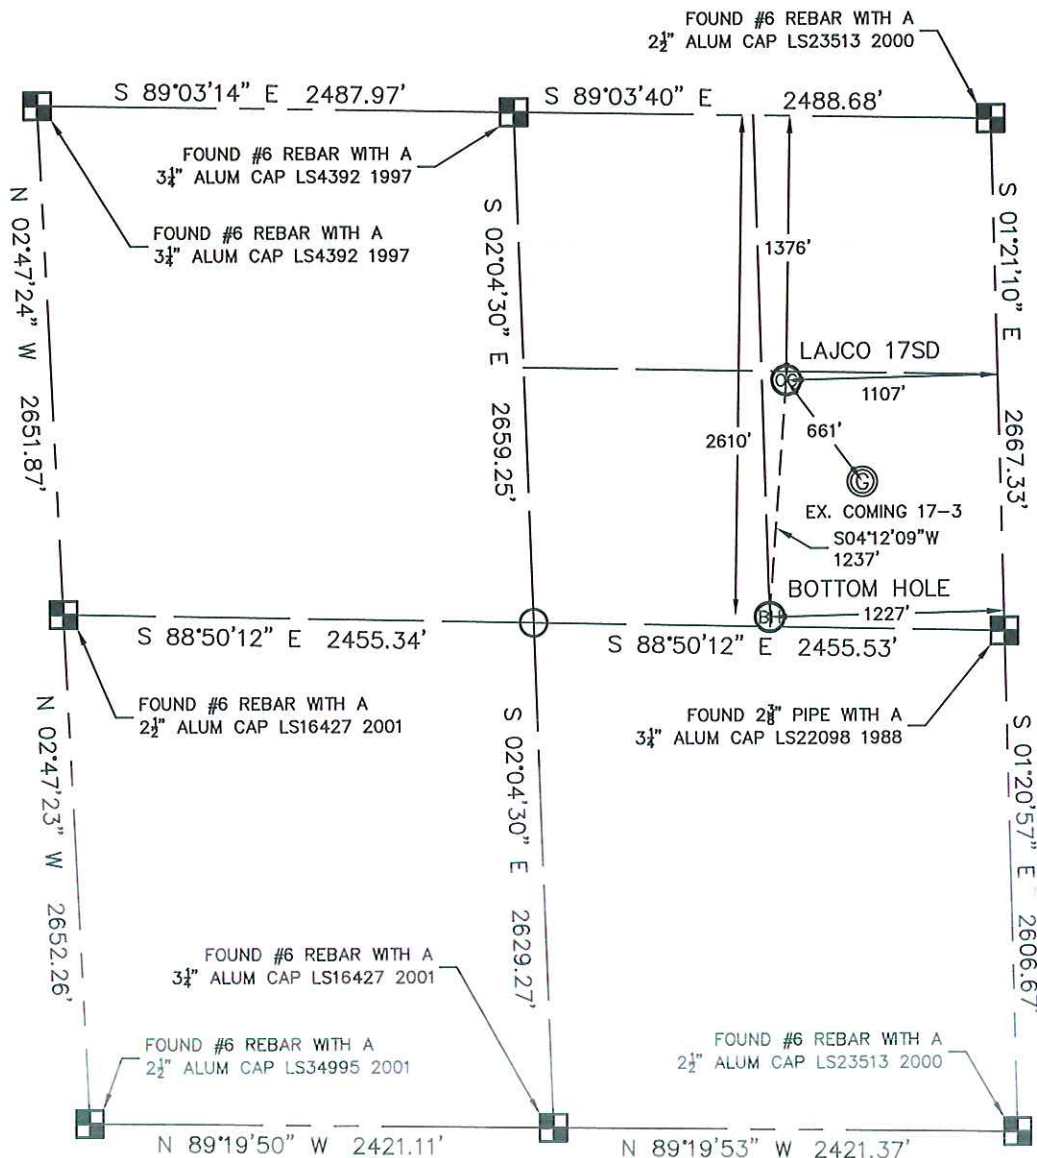 FOUND #6 REBAR WITH A
2½" ALUM CAP LS23513 2000
S 89°03'14" E 2487.97'
S 89°03'40" E 2488.68'
FOUND #6 REBAR WITH A
3¼" ALUM CAP LS4392 1997
FOUND #6 REBAR WITH A
3¼" ALUM CAP LS4392 1997
N 02°47'24" W 2651.87'
S 02°04'30" E 2659.25'
S 01°21'10" E 2667.33'
1376'
LAJCO 17SD
OG
1107'
661'
2610'
G
EX. COMING 17-3
S04°12'09"W
1237'
BOTTOM HOLE
1227'
S 88°50'12" E 2455.34'
S 88°50'12" E 2455.53'
FOUND #6 REBAR WITH A
2½" ALUM CAP LS16427 2001
FOUND 2⅜" PIPE WITH A
3¼" ALUM CAP LS22098 1988
N 02°47'23" W 2652.26'
S 02°04'30" E 2629.27'
S 01°20'57" E 2606.67'
FOUND #6 REBAR WITH A
3¼" ALUM CAP LS16427 2001
FOUND #6 REBAR WITH A
2½" ALUM CAP LS34995 2001
FOUND #6 REBAR WITH A
2½" ALUM CAP LS23513 2000
N 89°19'50" W 2421.11'
N 89°19'53" W 2421.37'